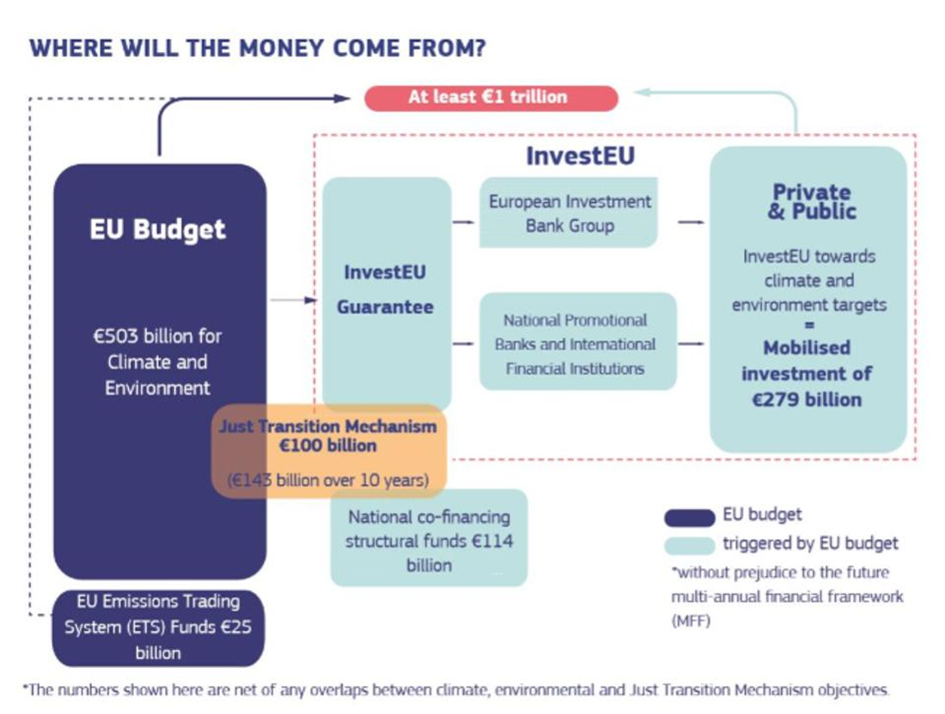 WHERE WILL THE MONEY COME FROM?
At least €1 trillion
EU Budget
€503 billion for
Climate and
Environment
InvestEU
InvestEU
Guarantee
European Investment
Bank Group
National Promotional
Banks and International
Financial Institutions
Private
& Public
InvestEU towards
climate and
environment targets
=
Mobilised
investment of
€279 billion
Just Transition Mechanism
€100 billion
(€143 billion over 10 years)
National co-financing
structural funds €114
billion
EU Emissions Trading
System (ETS) Funds €25
billion
EU budget
triggered by EU budget
*without prejudice to the future
multi-annual financial framework
(MFF)
*The numbers shown here are net of any overlaps between climate, environmental and Just Transition Mechanism objectives.